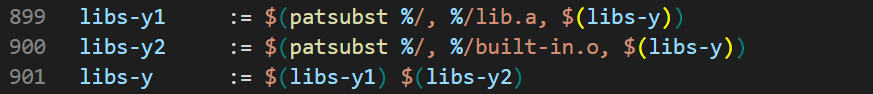 899 libs-y1 := $(patsubst %/, %/lib.a, $(libs-y))
900 libs-y2 := $(patsubst %/, %/built-in.o, $(libs-y))
901 libs-y := $(libs-y1) $(libs-y2)